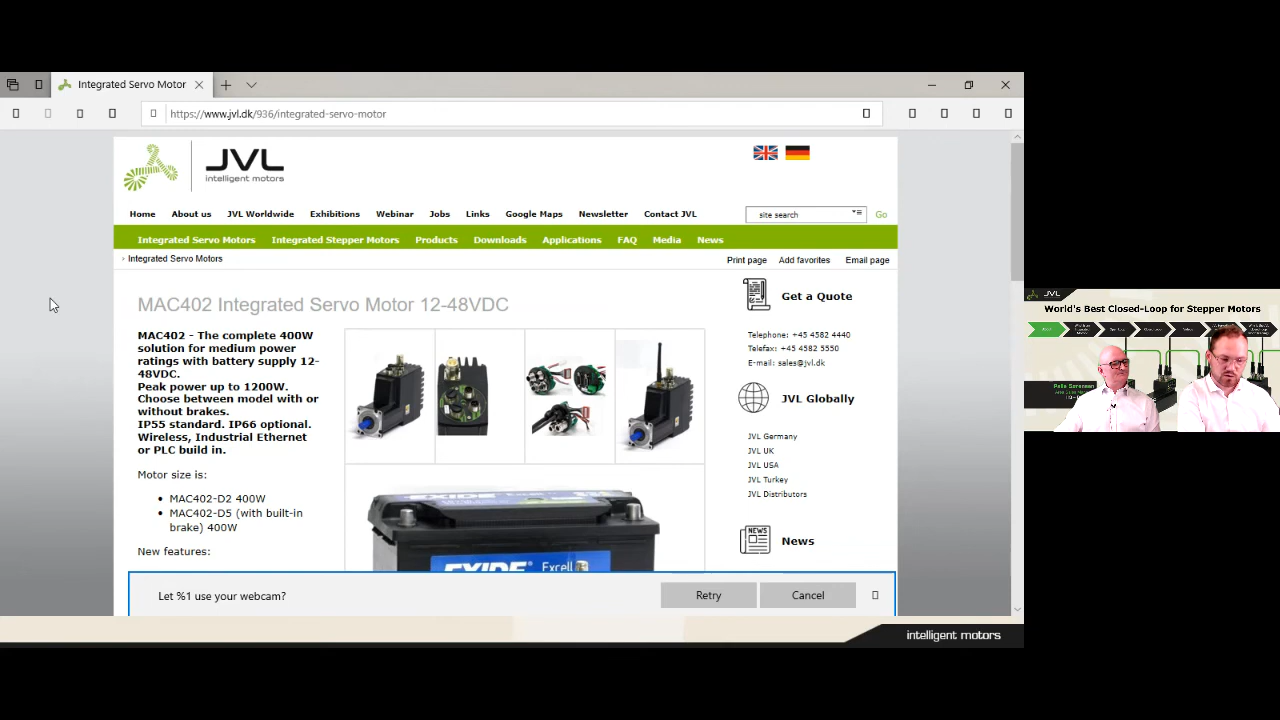 Integrated Servo Motor
https://www.jvl.dk/936/integrated-servo-motor
JVL
intelligent motors
Home About us JVL Worldwide Exhibitions Webinar Jobs Links Google Maps Newsletter Contact JVL
site search Go
Integrated Servo Motors Integrated Stepper Motors Products Downloads Applications FAQ Media News
Integrated Servo Motors
Print page Add favorites Email page
MAC402 Integrated Servo Motor 12-48VDC
MAC402 - The complete 400W
solution for medium power
ratings with battery supply 12-
48VDC.
Peak power up to 1200W.
Choose between model with or
without brakes.
IP55 standard. IP66 optional.
Wireless, Industrial Ethernet
or PLC build in.
Motor size is:
MAC402-D2 400W
MAC402-D5 (with built-in
brake) 400W
New features:
EXIDE
EXIDE Excell
Get a Quote
Telephone: +45 4582 4440
Telefax: +45 4582 5550
E-mail: sales@jvl.dk
JVL Globally
JVL Germany
JVL UK
JVL USA
JVL Turkey
JVL Distributors
NEWS
News
Let %1 use your webcam?
Retry Cancel
intelligent motors
JVL
World's Best Closed-Loop for Stepper Motors